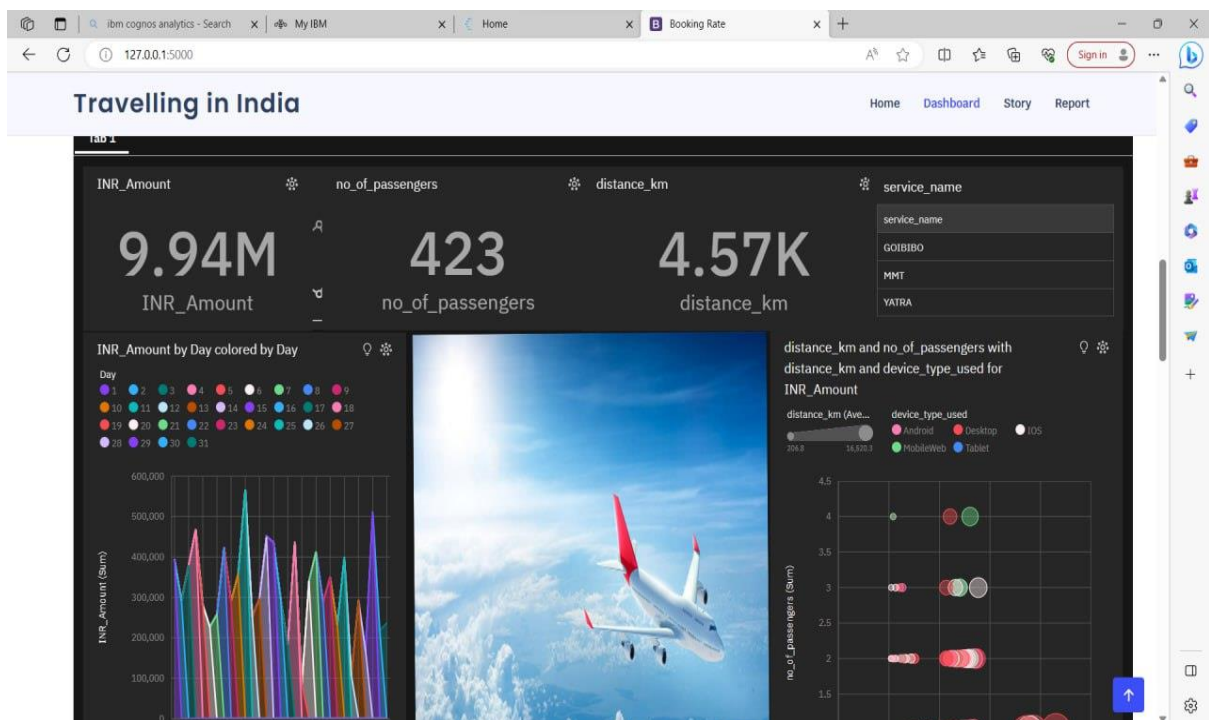 ibm cognos analytics - Search
My IBM
Home
Booking Rate
127.0.0.1:5000
Sign in
Travelling in India
Home Dashboard Story Report
Tab 1
INR_Amount
9.94M
INR_Amount
no_of_passengers
423
no_of_passengers
distance_km
4.57K
distance_km
service_name
service_name
GOIBIBO
MMT
YATRA
INR_Amount by Day colored by Day
Day
1 2 3 4 5 6 7 8 9
10 11 12 13 14 15 16 17 18
19 20 21 22 23 24 25 26 27
28 29 30 31
600,000
500,000
400,000
300,000
200,000
100,000
0
INR_Amount (Sum)
distance_km and no_of_passengers with
distance_km and device_type_used for
INR_Amount
distance_km (Ave...
206.0 16,520.3
device_type_used
Android Desktop IOS
MobileWeb Tablet
4.5
4
3.5
3
2.5
2
1.5
no_of_passengers (Sum)